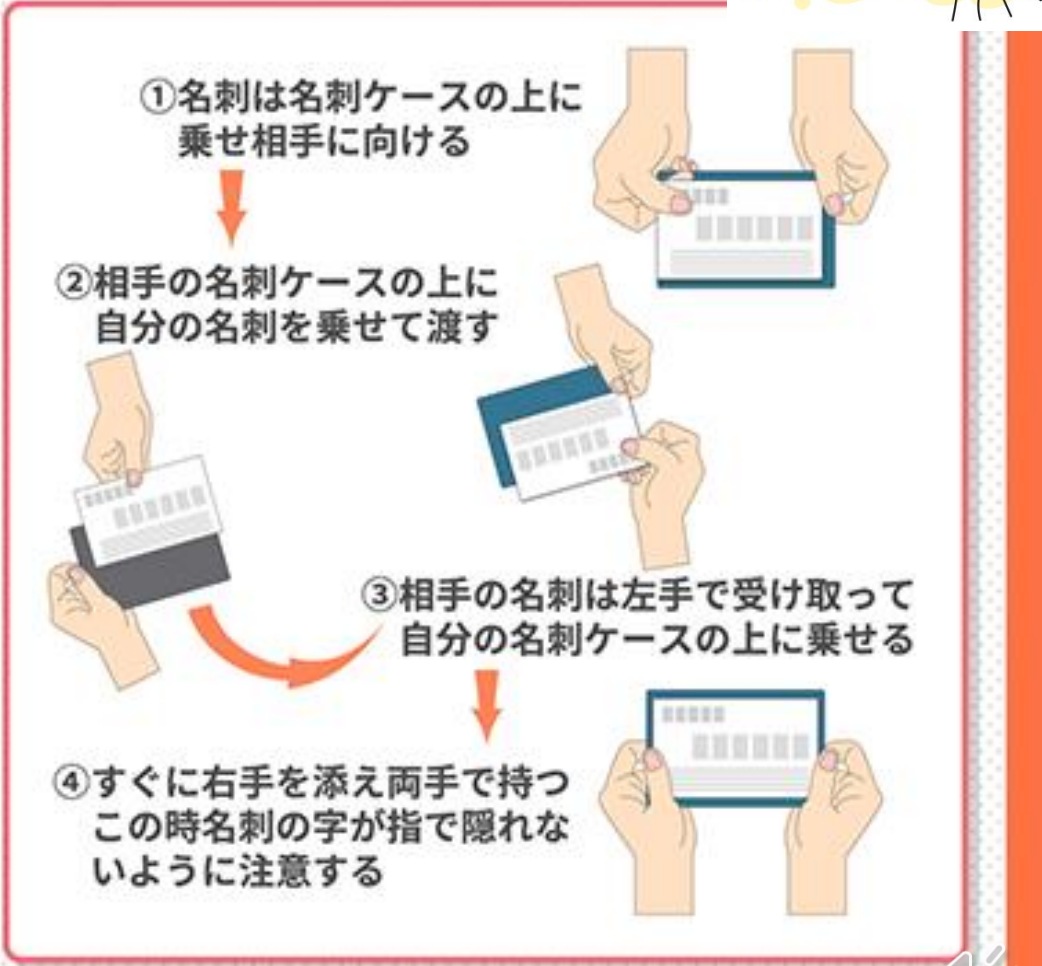 ①名刺は名刺ケースの上に
乗せ相手に向ける
②相手の名刺ケースの上に
自分の名刺を乗せて渡す
③相手の名刺は左手で受け取って
自分の名刺ケースの上に乗せる
④すぐに右手を添え両手で持つ
この時名刺の字が指で隠れな
いように注意する